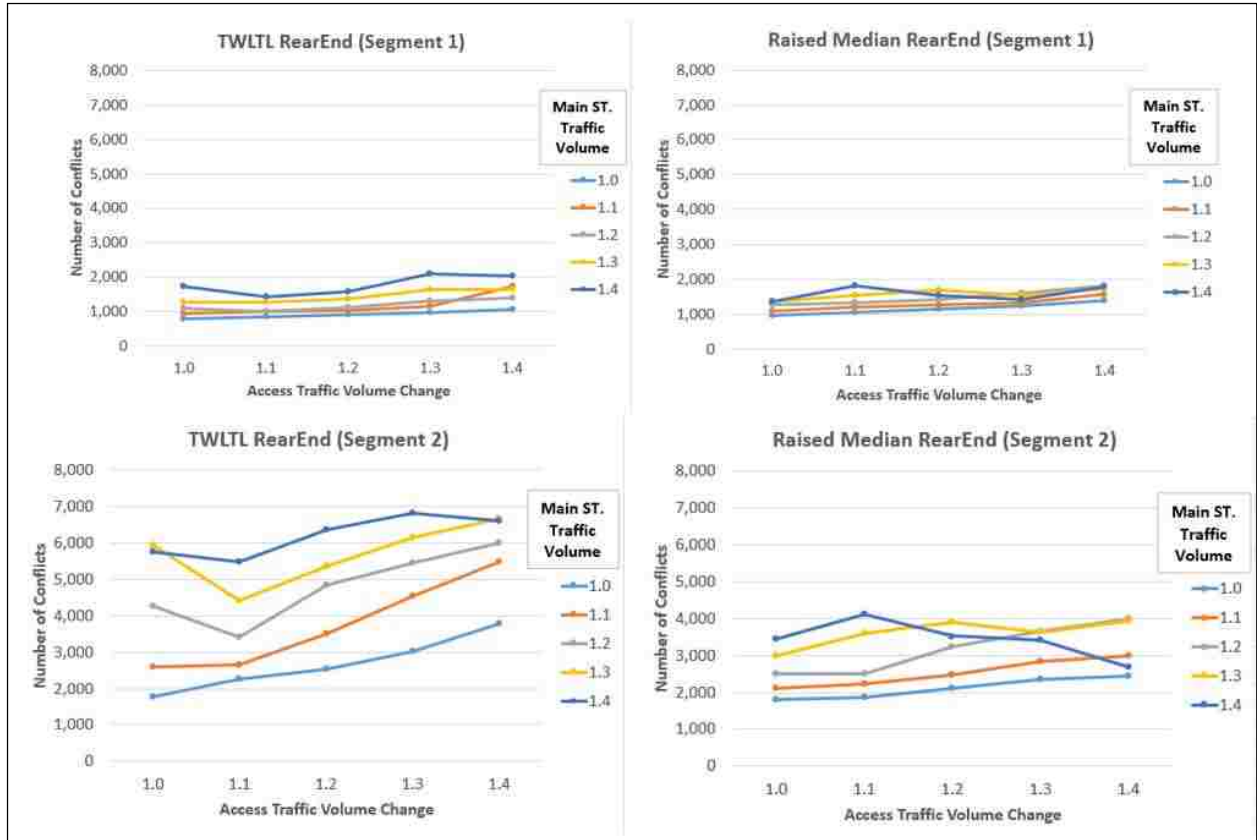 TWLTL RearEnd (Segment 1)
8,000
7,000
6,000
5,000
4,000
3,000
2,000
1,000
0
Number of Conflicts
1.0 1.1 1.2 1.3 1.4
Access Traffic Volume Change
Main ST.
Traffic
Volume
1.0
1.1
1.2
1.3
1.4
Raised Median RearEnd (Segment 1)
8,000
7,000
6,000
5,000
4,000
3,000
2,000
1,000
0
Number of Conflicts
1.0 1.1 1.2 1.3 1.4
Access Traffic Volume Change
Main ST.
Traffic
Volume
1.0
1.1
1.2
1.3
1.4
TWLTL RearEnd (Segment 2)
8,000
7,000
6,000
5,000
4,000
3,000
2,000
1,000
0
Number of Conflicts
1.0 1.1 1.2 1.3 1.4
Access Traffic Volume Change
Main ST.
Traffic
Volume
1.0
1.1
1.2
1.3
1.4
Raised Median RearEnd (Segment 2)
8,000
7,000
6,000
5,000
4,000
3,000
2,000
1,000
0
Number of Conflicts
1.0 1.1 1.2 1.3 1.4
Access Traffic Volume Change
Main ST.
Traffic
Volume
1.0
1.1
1.2
1.3
1.4